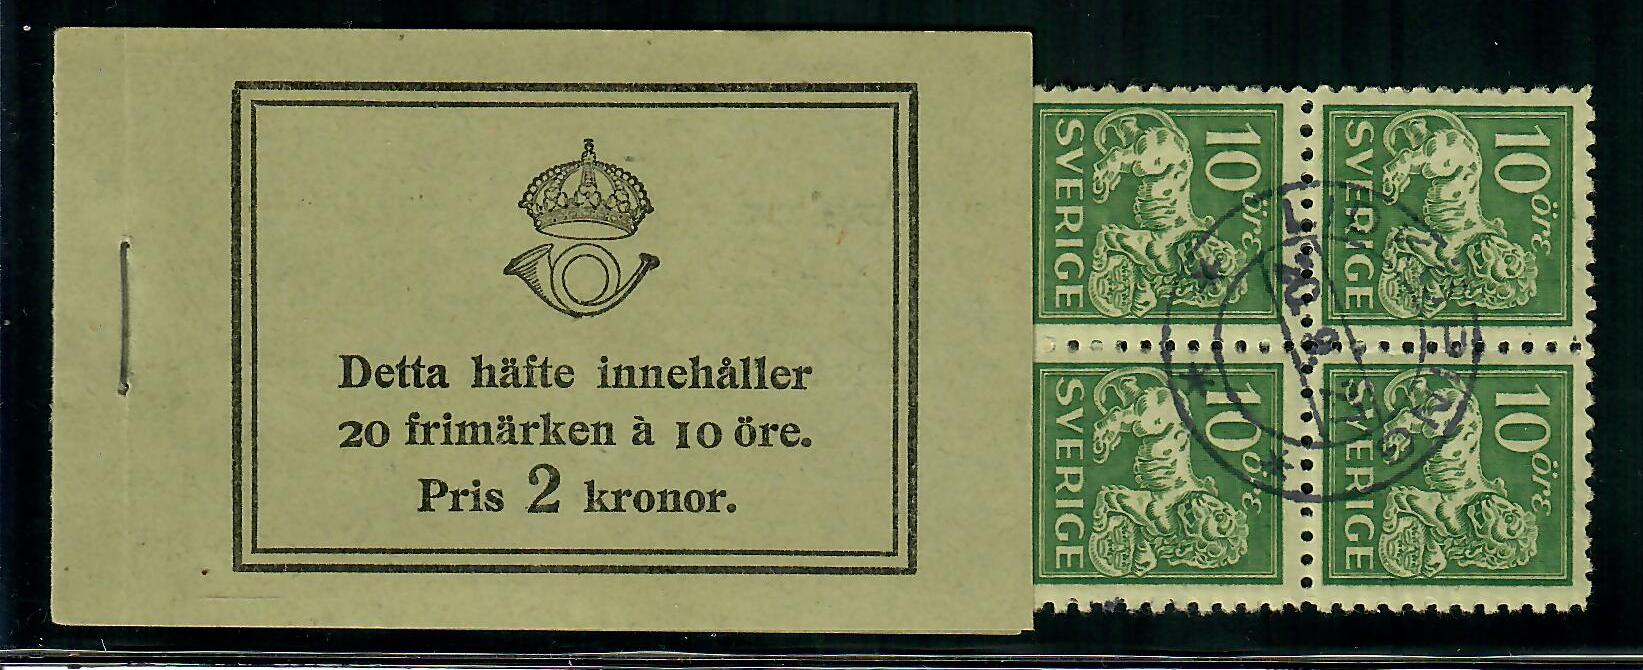 Detta häfte innehåller
20 frimärken à 10 öre.
Pris 2 kronor.
10 öre
SVERIGE
10 öre
SVERIGE
10 öre
SVERIGE
10 öre
SVERIGE